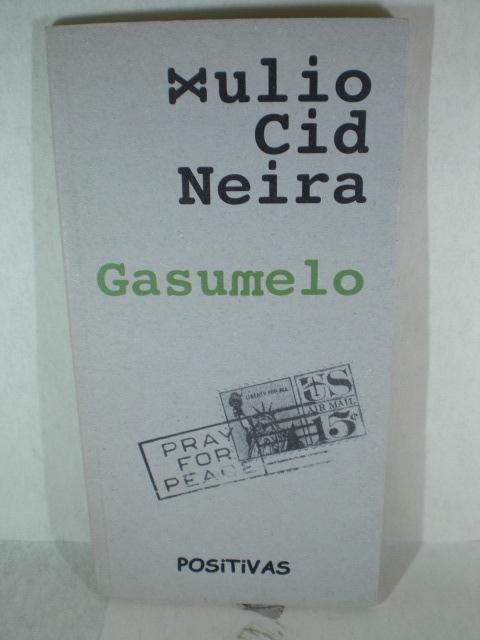 Xulio
Cid
Neira
Gasumelo
LIBERTY FOR ALL
US
AIR MAIL
15¢
PRAY
FOR
PEACE
POSiTiVAS